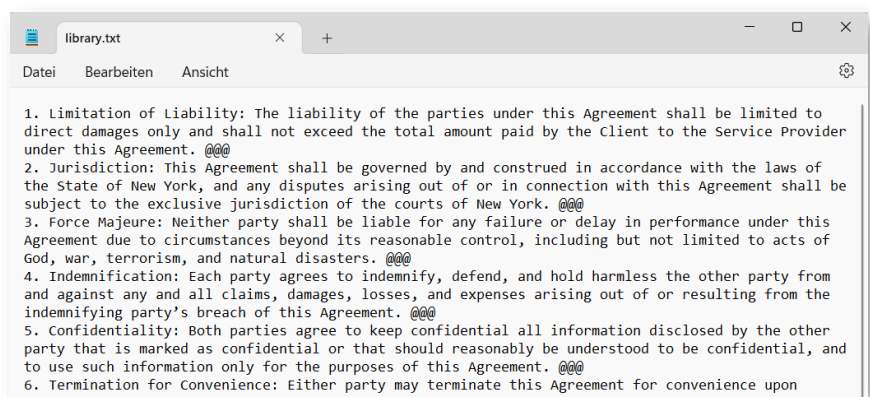 library.txt
Datei Bearbeiten Ansicht
1. Limitation of Liability: The liability of the parties under this Agreement shall be limited to
direct damages only and shall not exceed the total amount paid by the Client to the Service Provider
under this Agreement. @@@
2. Jurisdiction: This Agreement shall be governed by and construed in accordance with the laws of
the State of New York, and any disputes arising out of or in connection with this Agreement shall be
subject to the exclusive jurisdiction of the courts of New York. @@@
3. Force Majeure: Neither party shall be liable for any failure or delay in performance under this
Agreement due to circumstances beyond its reasonable control, including but not limited to acts of
God, war, terrorism, and natural disasters. @@@
4. Indemnification: Each party agrees to indemnify, defend, and hold harmless the other party from
and against any and all claims, damages, losses, and expenses arising out of or resulting from the
indemnifying party’s breach of this Agreement. @@@
5. Confidentiality: Both parties agree to keep confidential all information disclosed by the other
party that is marked as confidential or that should reasonably be understood to be confidential, and
to use such information only for the purposes of this Agreement. @@@
6. Termination for Convenience: Either party may terminate this Agreement for convenience upon